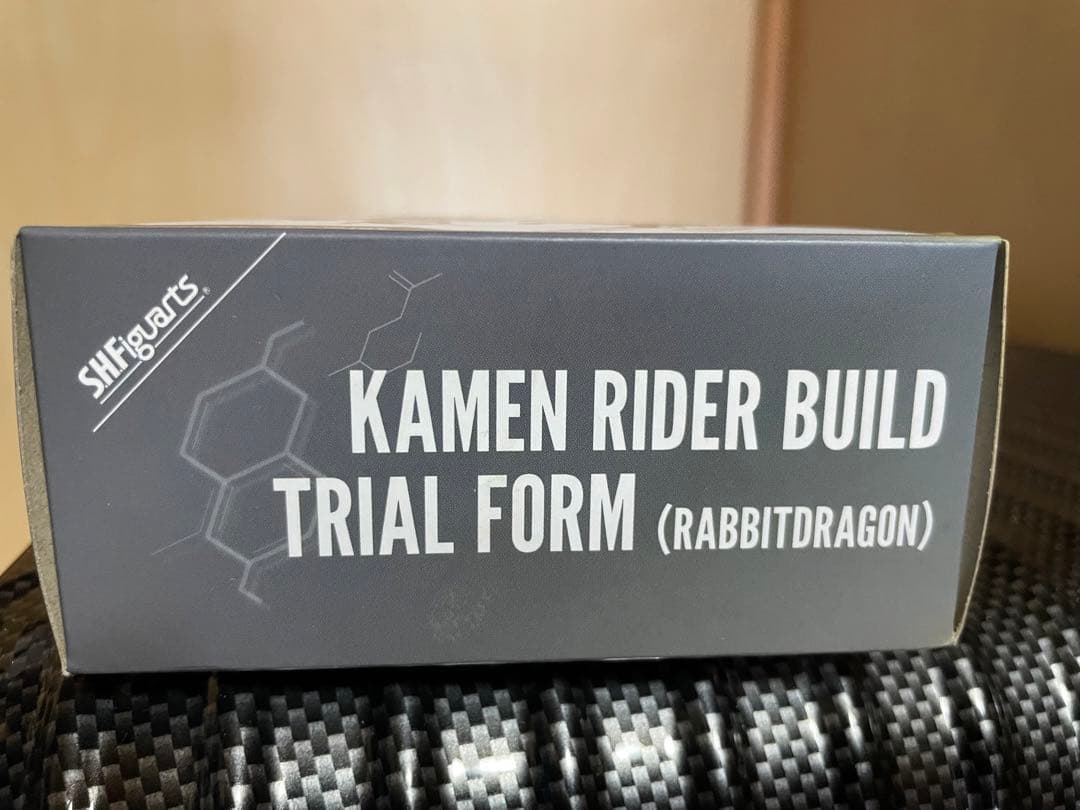 S.H.Figuarts®
KAMEN RIDER BUILD
TRIAL FORM (RABBITDRAGON)